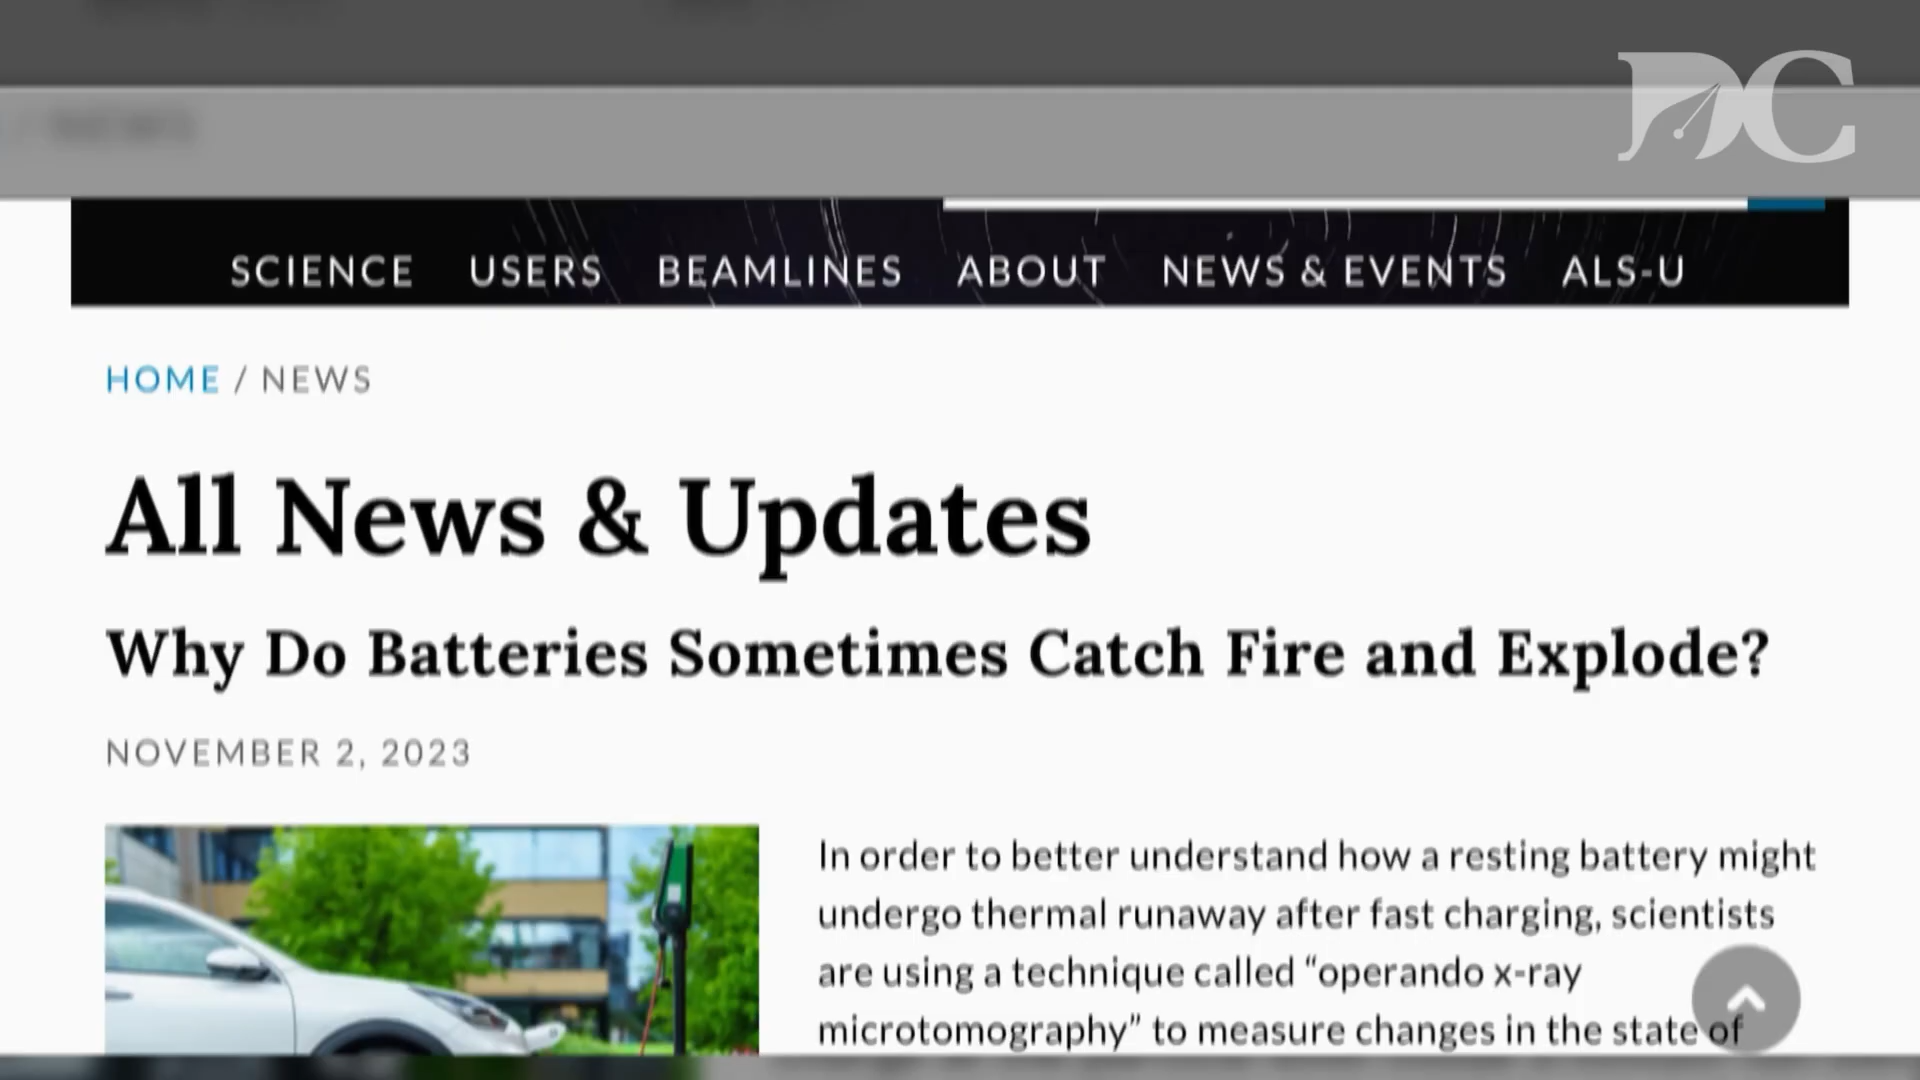 DC
SCIENCE USERS BEAMLINES ABOUT NEWS & EVENTS ALS-U
HOME / NEWS
All News & Updates
Why Do Batteries Sometimes Catch Fire and Explode?
NOVEMBER 2, 2023
In order to better understand how a resting battery might
undergo thermal runaway after fast charging, scientists
are using a technique called “operando x-ray
microtomography” to measure changes in the state of